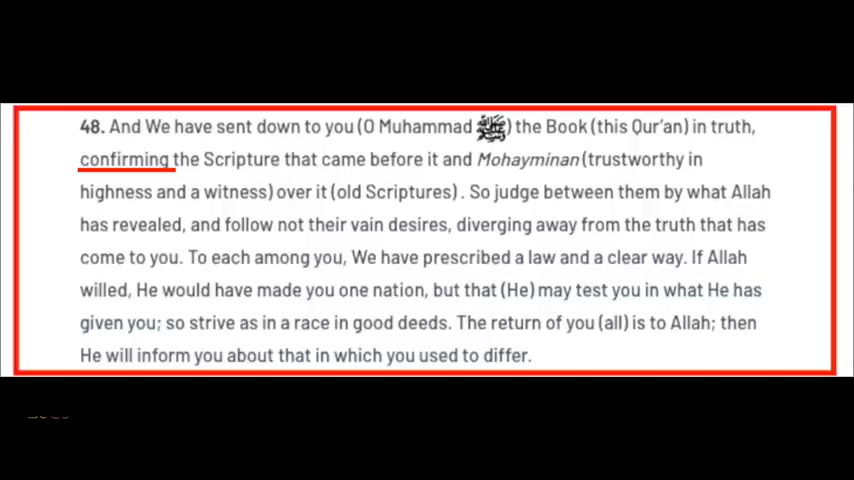 48. And We have sent down to you (O Muhammad ﷺ) the Book (this Qur'an) in truth,
confirming the Scripture that came before it and Mohayminan (trustworthy in
highness and a witness) over it (old Scriptures) . So judge between them by what Allah
has revealed, and follow not their vain desires, diverging away from the truth that has
come to you. To each among you, We have prescribed a law and a clear way. If Allah
willed, He would have made you one nation, but that (He) may test you in what He has
given you; so strive as in a race in good deeds. The return of you (all) is to Allah; then
He will inform you about that in which you used to differ.